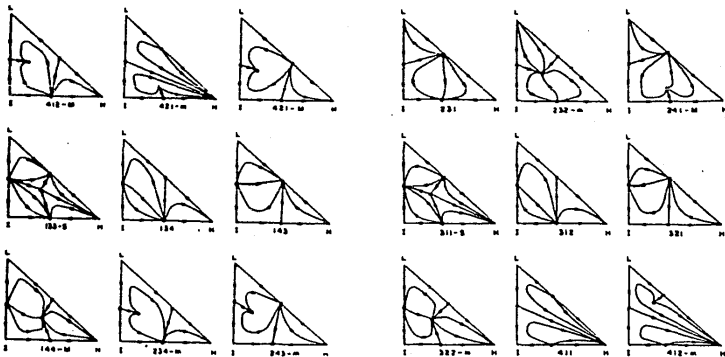 L L L L L L
I 412-M H I 421-m H I 421-M H I 231 H I 232-m H I 241-M H
L L L L L L
I 133-S H I 134 H I 143 H I 311-S H I 312 H I 321 H
L L L L L L
I 144-M H I 234-m H I 243-m H I 322-m H I 411 H I 412-m H